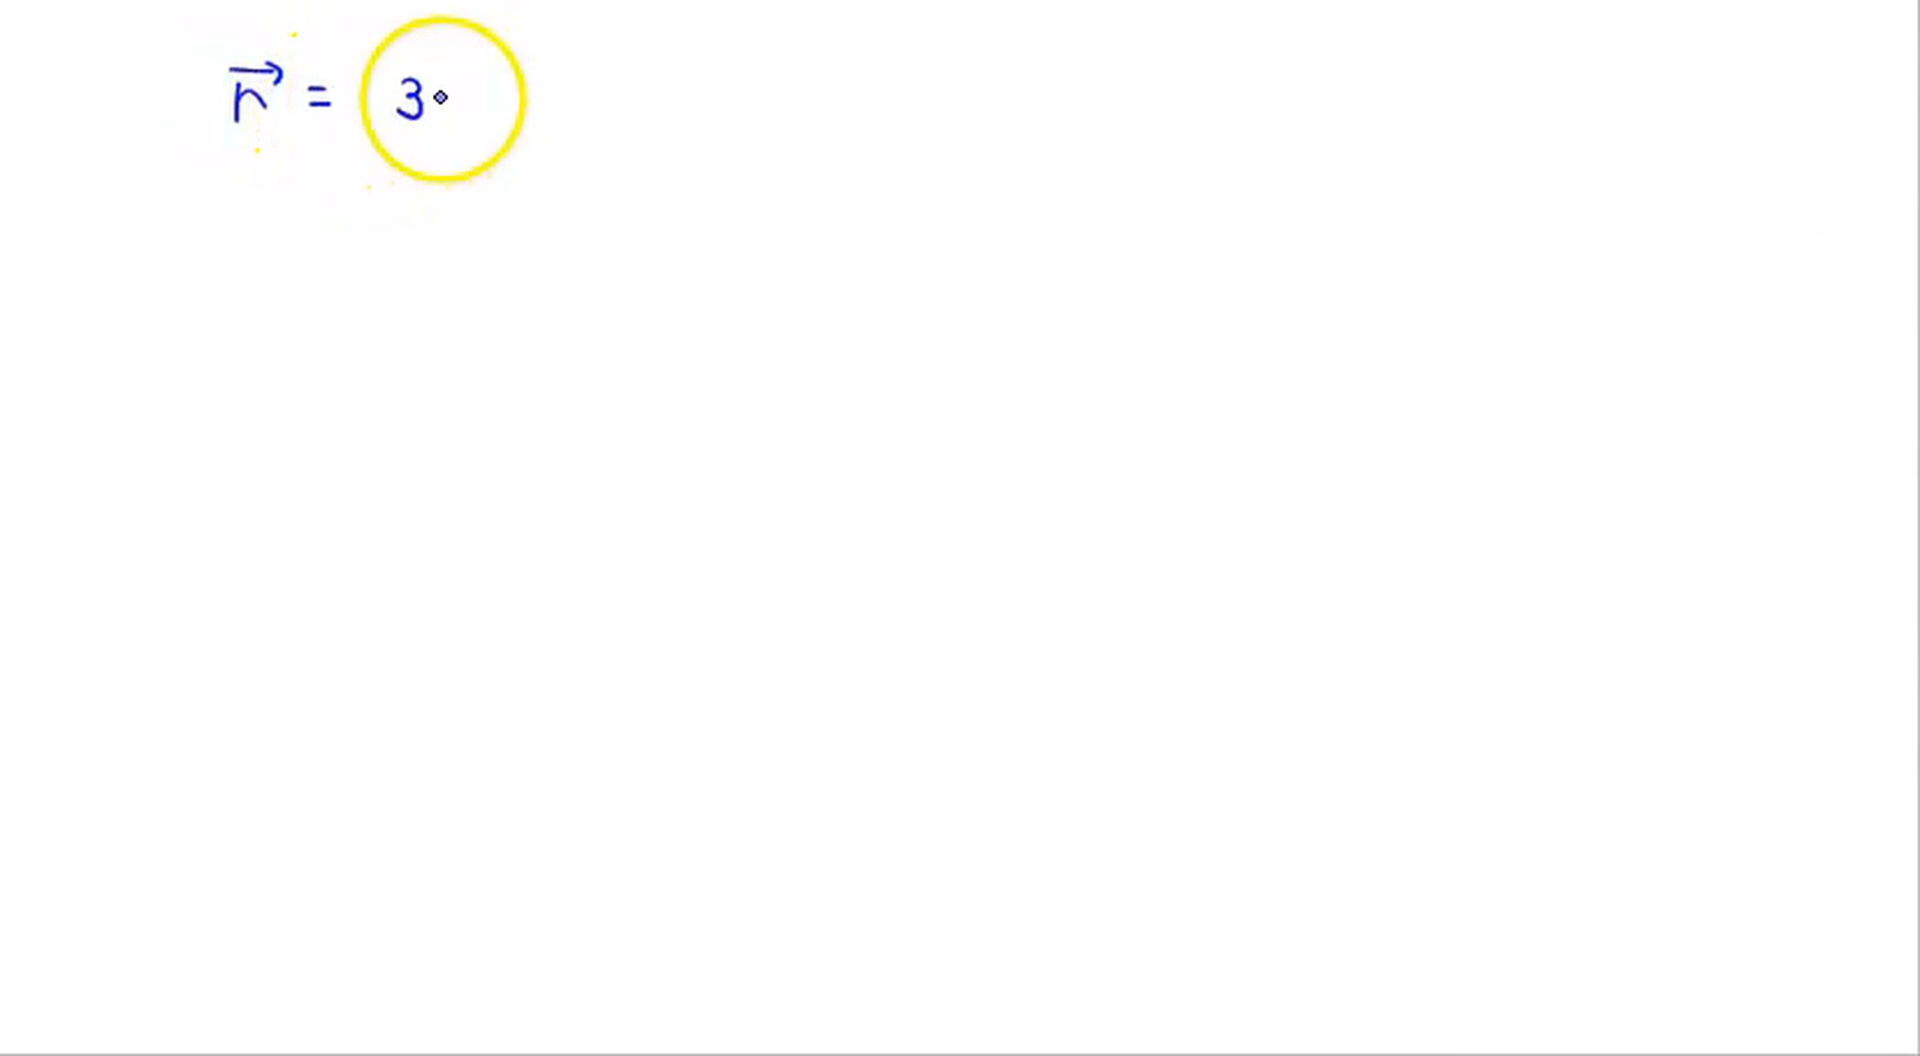 n⃗ = 3